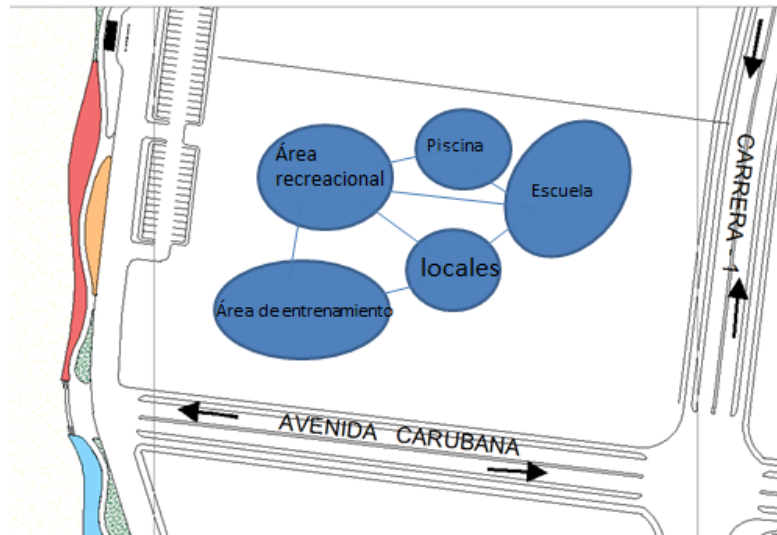 Piscina
Área
recreacional
Escuela
locales
Área de entrenamiento
CARRERA - 1
AVENIDA CARUBANA